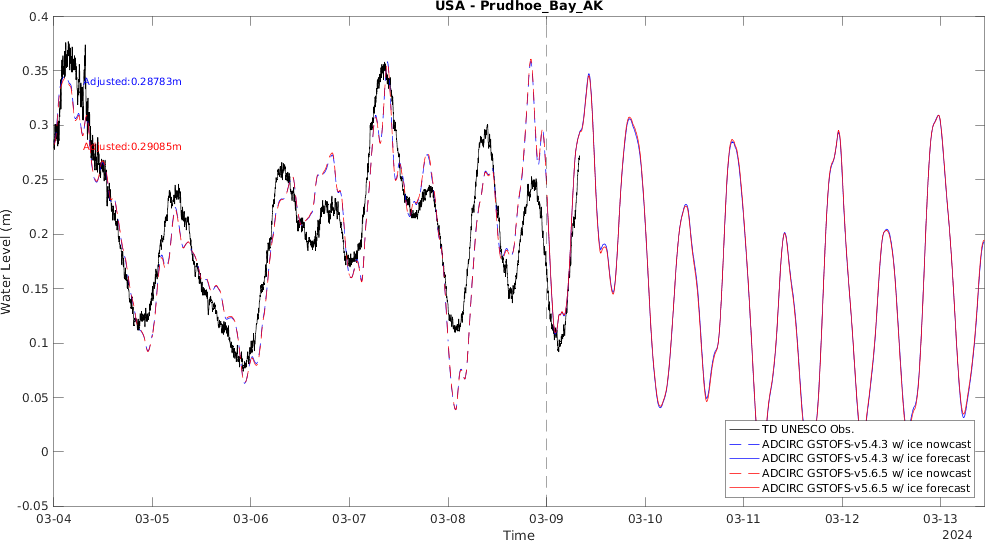 USA - Prudhoe_Bay_AK
0.4
0.35
0.3
0.25
0.2
0.15
0.1
0.05
0
-0.05
Water Level (m)
Adjusted:0.28783m
Adjusted:0.29085m
TD UNESCO Obs.
ADCIRC GSTOFS-v5.4.3 w/ ice nowcast
ADCIRC GSTOFS-v5.4.3 w/ ice forecast
ADCIRC GSTOFS-v5.6.5 w/ ice nowcast
ADCIRC GSTOFS-v5.6.5 w/ ice forecast
03-04 03-05 03-06 03-07 03-08 03-09 03-10 03-11 03-12 03-13
Time
2024